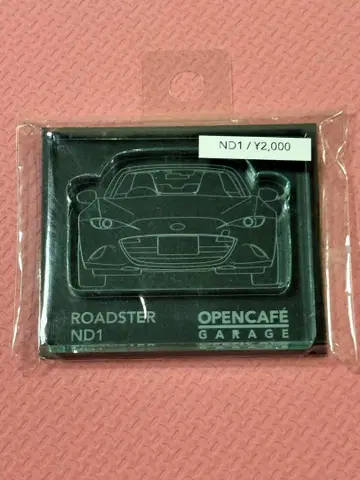 ND1 / ¥2,000
ROADSTER
ND1
OPENCAFÉ
GARAGE